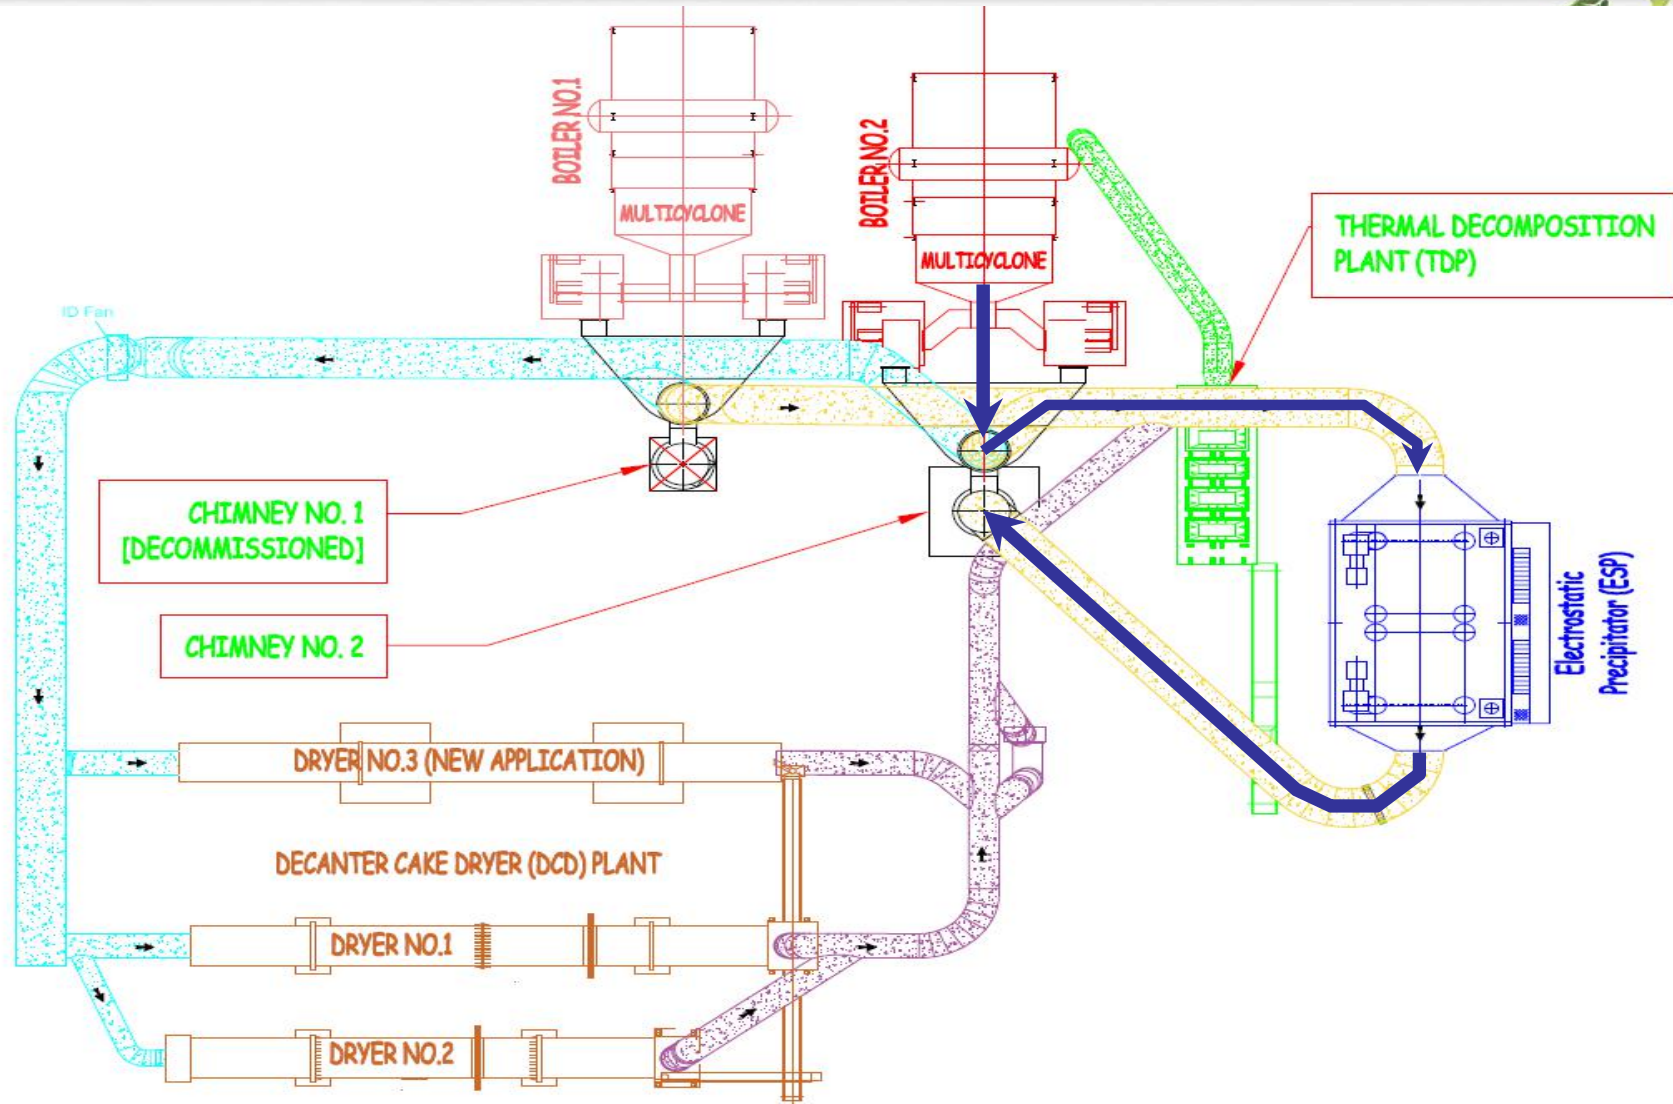 BOILER NO.1
MULTICYCLONE
BOILER NO.2
MULTICYCLONE
THERMAL DECOMPOSITION
PLANT (TDP)
ID Fan
CHIMNEY NO. 1
[DECOMMISSIONED]
CHIMNEY NO. 2
Electrostatic
Precipitator (ESP)
DRYER NO.3 (NEW APPLICATION)
DECANTER CAKE DRYER (DCD) PLANT
DRYER NO.1
DRYER NO.2